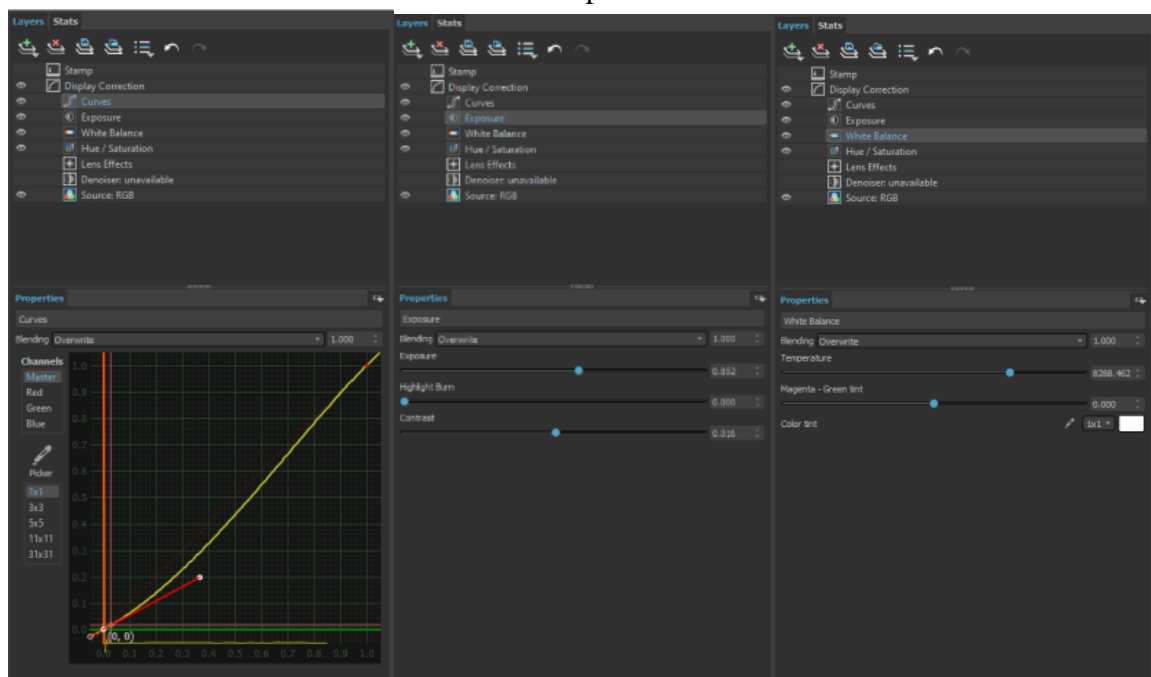 Layers Stats
Stamp
Display Correction
Curves
Exposure
White Balance
Hue / Saturation
Lens Effects
Denoiser: unavailable
Source: RGB
Properties
Curves
Blending Overwrite 1.000
Channels
Master
Red
Green
Blue
Picker
1x1
3x3
5x5
11x11
31x31
1.0
0.9
0.8
0.7
0.6
0.5
0.4
0.3
0.2
0.1
0.0
(0, 0)
0.0 0.1 0.2 0.3 0.4 0.5 0.6 0.7 0.8 0.9 1.0
Layers Stats
Stamp
Display Correction
Curves
Exposure
White Balance
Hue / Saturation
Lens Effects
Denoiser: unavailable
Source: RGB
Properties
Exposure
Blending Overwrite 1.000
Exposure
0.852
Highlight Burn
0.000
Contrast
0.016
Layers Stats
Stamp
Display Correction
Curves
Exposure
White Balance
Hue / Saturation
Lens Effects
Denoiser: unavailable
Source: RGB
Properties
White Balance
Blending Overwrite 1.000
Temperature
8288.462
Magenta - Green tint
0.000
Color tint 1x1